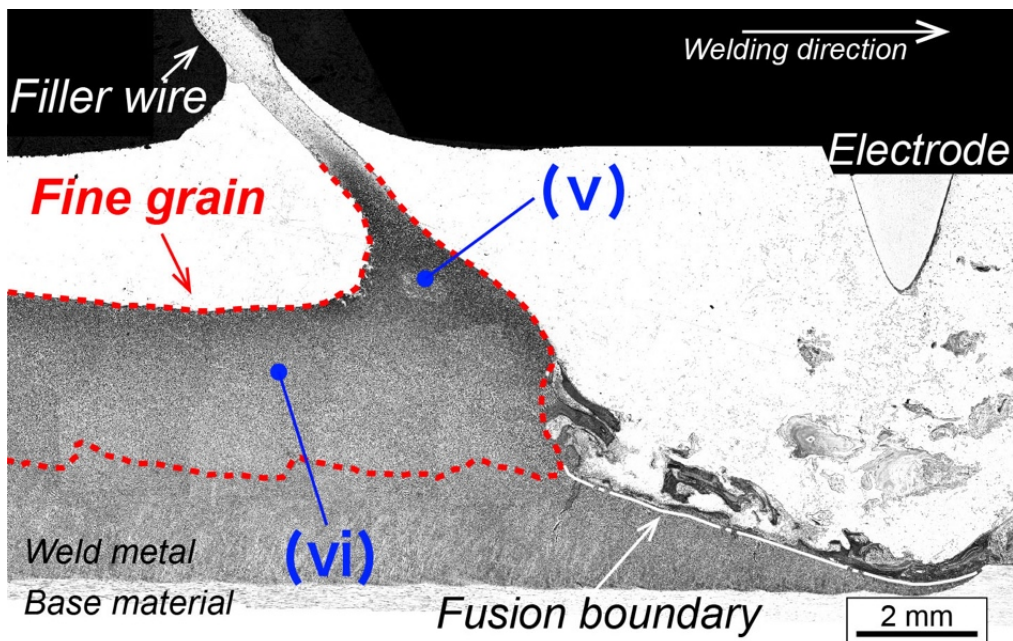 Welding direction
Filler wire
Electrode
Fine grain
(v)
(vi)
Weld metal
Base material
Fusion boundary
2 mm